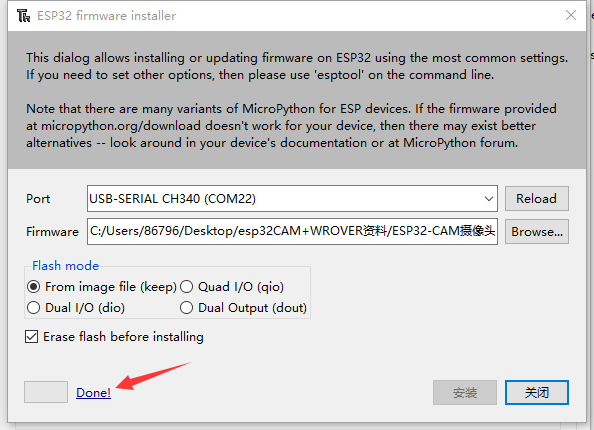 ESP32 firmware installer
This dialog allows installing or updating firmware on ESP32 using the most common settings.
If you need to set other options, then please use 'esptool' on the command line.
Note that there are many variants of MicroPython for ESP devices. If the firmware provided
at micropython.org/download doesn't work for your device, then there may exist better
alternatives -- look around in your device's documentation or at MicroPython forum.
Port USB-SERIAL CH340 (COM22) Reload
Firmware C:/Users/86796/Desktop/esp32CAM+WROVER资料/ESP32-CAM摄像头 Browse...
Flash mode
From image file (keep) Quad I/O (qio)
Dual I/O (dio) Dual Output (dout)
Erase flash before installing
Done! 安装 关闭